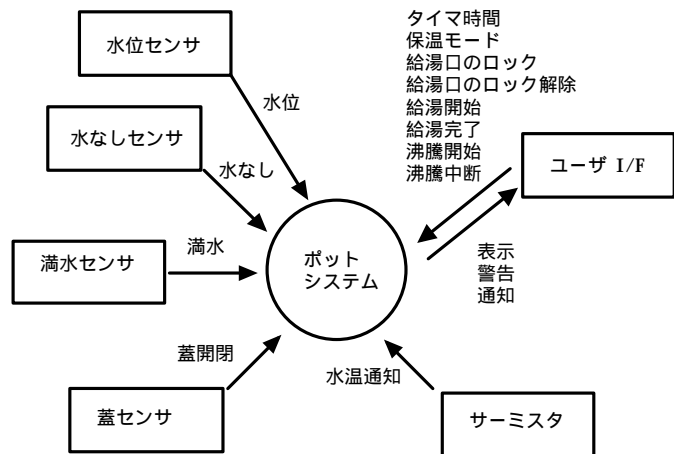 タイマ時間
保温モード
給湯口のロック
給湯口のロック解除
給湯開始
給湯完了
沸騰開始
沸騰中断
水位センサ
水位
水なしセンサ
水なし
ユーザ I/F
満水センサ
満水
ポット
システム
表示
警告
通知
蓋開閉
水温通知
蓋センサ
サーミスタ